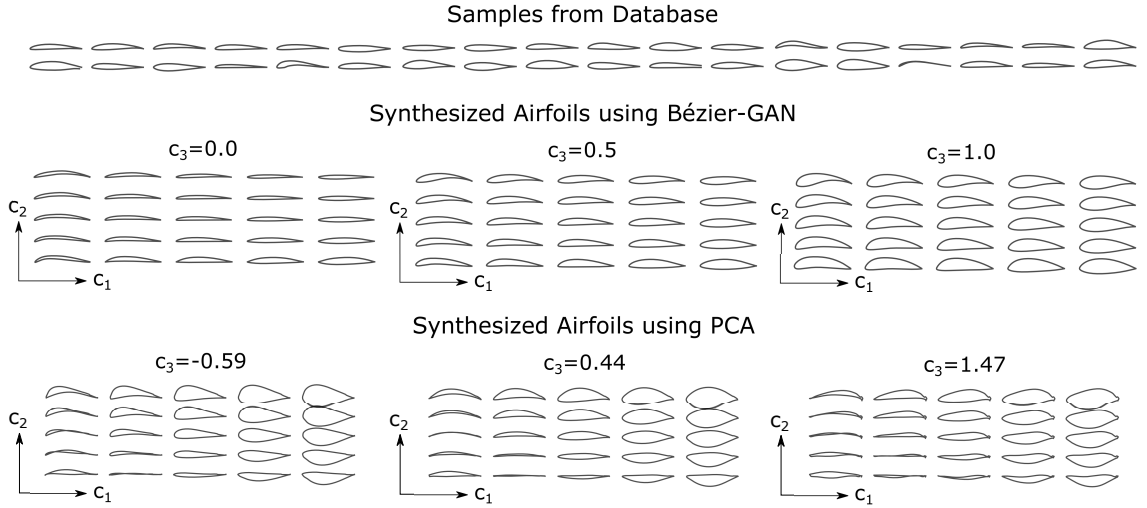 Samples from Database
Synthesized Airfoils using Bézier-GAN
c₃=0.0
c₃=0.5
c₃=1.0
c₂
c₁
c₂
c₁
c₂
c₁
Synthesized Airfoils using PCA
c₃=-0.59
c₃=0.44
c₃=1.47
c₂
c₁
c₂
c₁
c₂
c₁